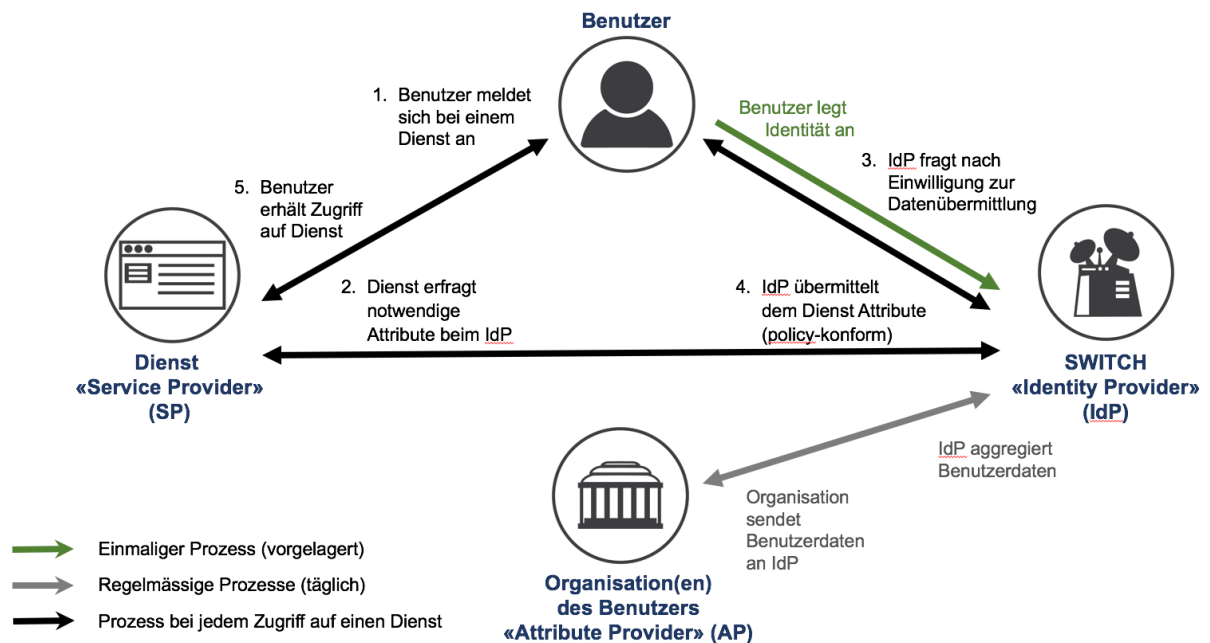 Benutzer
1. Benutzer meldet
sich bei einem
Dienst an
Benutzer legt
Identität an
3. IdP fragt nach
Einwilligung zur
Datenübermittlung
5. Benutzer
erhält Zugriff
auf Dienst
2. Dienst erfragt
notwendige
Attribute beim IdP
4. IdP übermittelt
dem Dienst Attribute
(policy-konform)
Dienst
«Service Provider»
(SP)
SWITCH
«Identity Provider»
(IdP)
IdP aggregiert
Benutzerdaten
Organisation
sendet
Benutzerdaten
an IdP
Einmaliger Prozess (vorgelagert)
Regelmässige Prozesse (täglich)
Prozess bei jedem Zugriff auf einen Dienst
Organisation(en)
des Benutzers
«Attribute Provider» (AP)